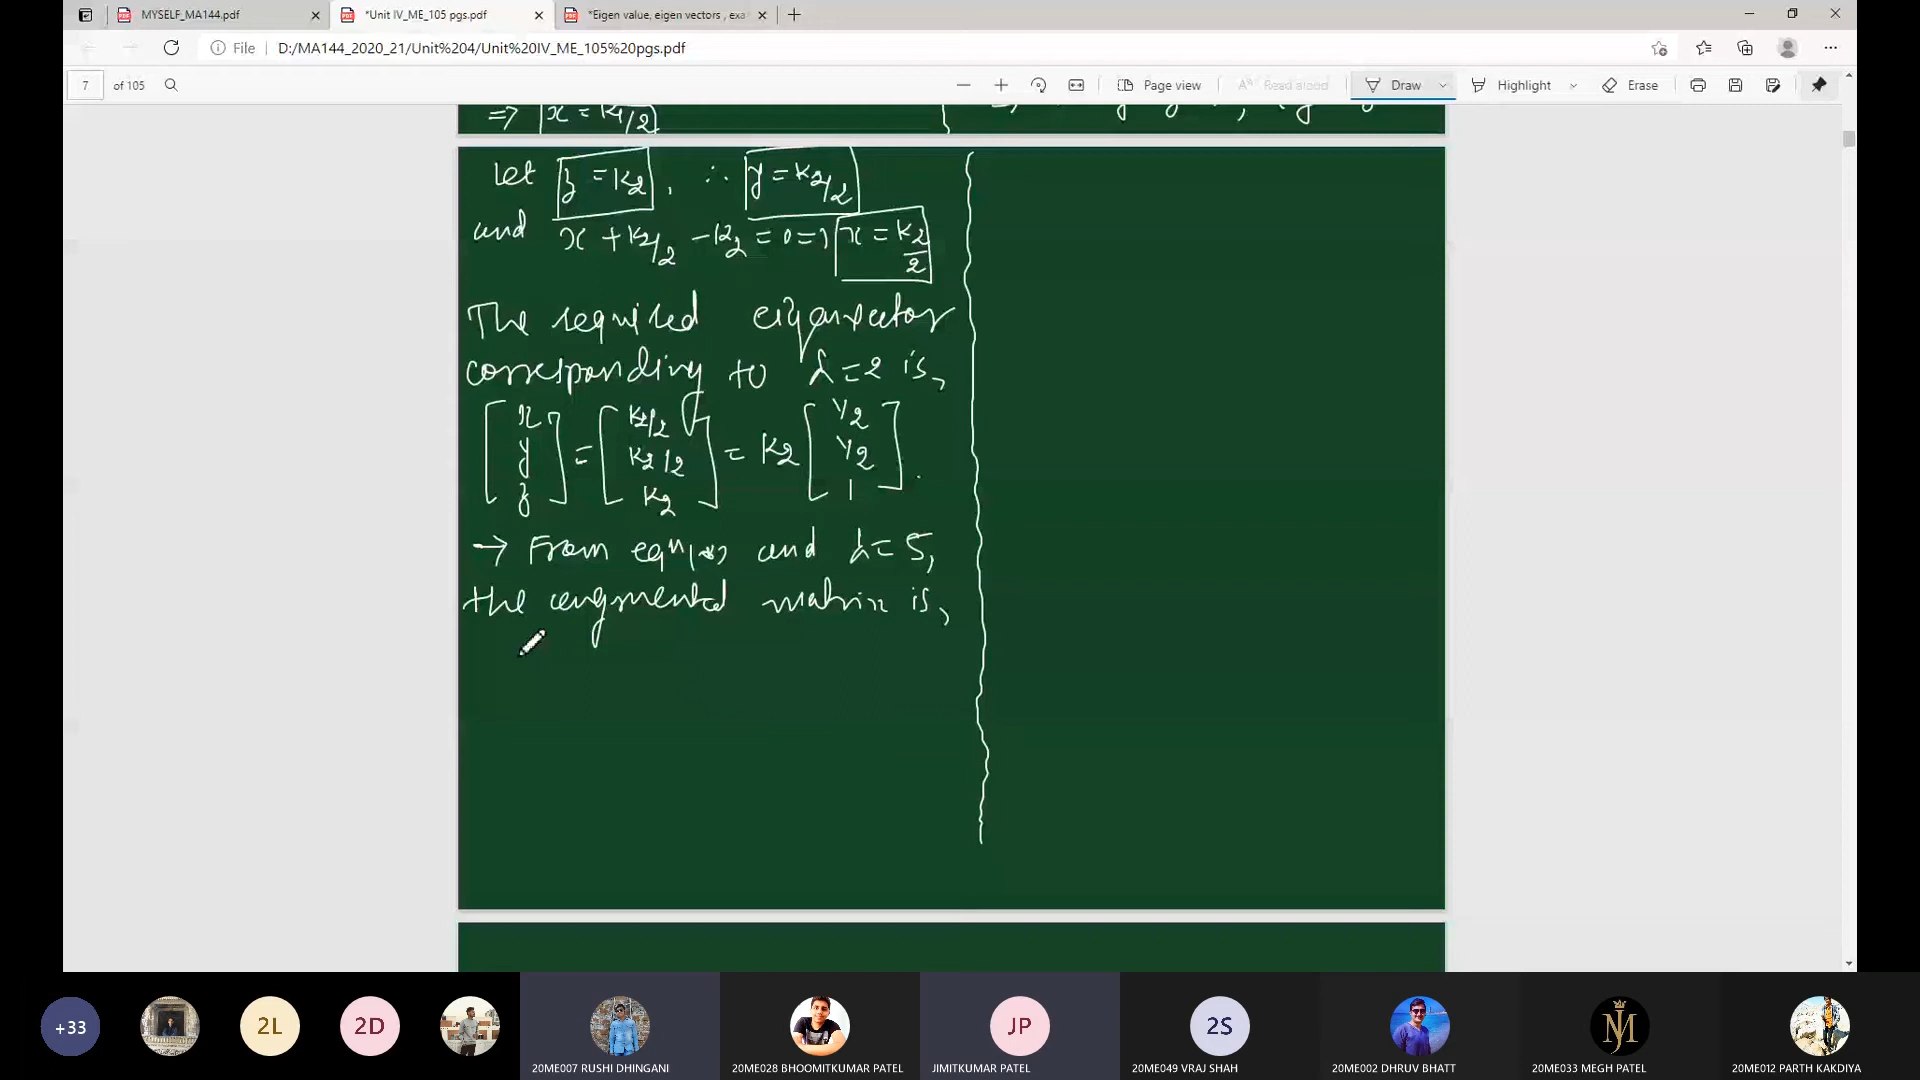 MYSELF_MA144.pdf
*Unit IV_ME_105 pgs.pdf
*Eigen value, eigen vectors , exa
File
D:/MA144_2020_21/Unit%204/Unit%20IV_ME_105%20pgs.pdf
7 of 105
Page view
Read aloud
Draw
Highlight
Erase
=> x = k1/2
Let z = k2, ∴ y = k2/2
and x + k2/2 - k2 = 0 => x = k2/2
The required eigenvector
corresponding to λ = 2 is,
[x y z] = [k2/2 k2/2 k2] = k2 [1/2 1/2 1].
→ From eqn(*) and λ = 5,
the augmented matrix is,
+33
2L
2D
JP
2S
MJ
20ME007 RUSHI DHINGANI
20ME028 BHOOMITKUMAR PATEL
JIMITKUMAR PATEL
20ME049 VRAJ SHAH
20ME002 DHRUV BHATT
20ME033 MEGH PATEL
20ME012 PARTH KAKDIYA